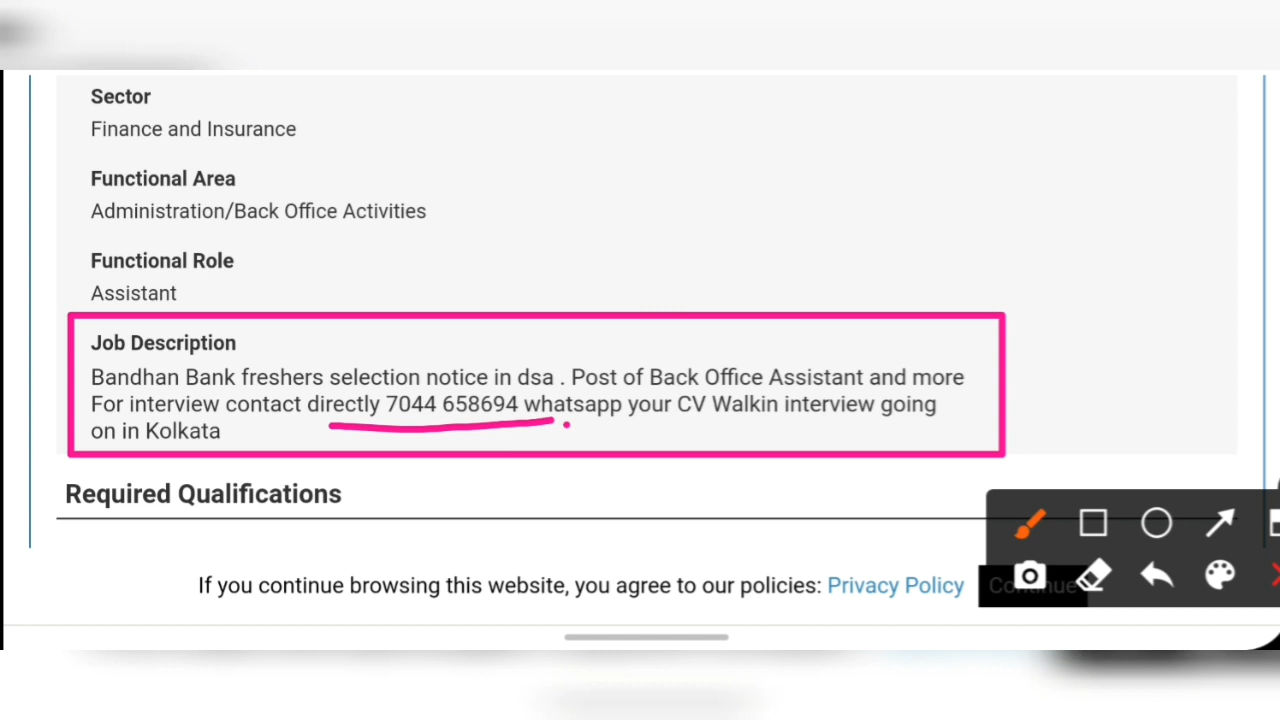 Sector
Finance and Insurance
Functional Area
Administration/Back Office Activities
Functional Role
Assistant
Job Description
Bandhan Bank freshers selection notice in dsa . Post of Back Office Assistant and more
For interview contact directly 7044 658694 whatsapp your CV Walkin interview going
on in Kolkata
Required Qualifications
If you continue browsing this website, you agree to our policies: Privacy Policy Continue